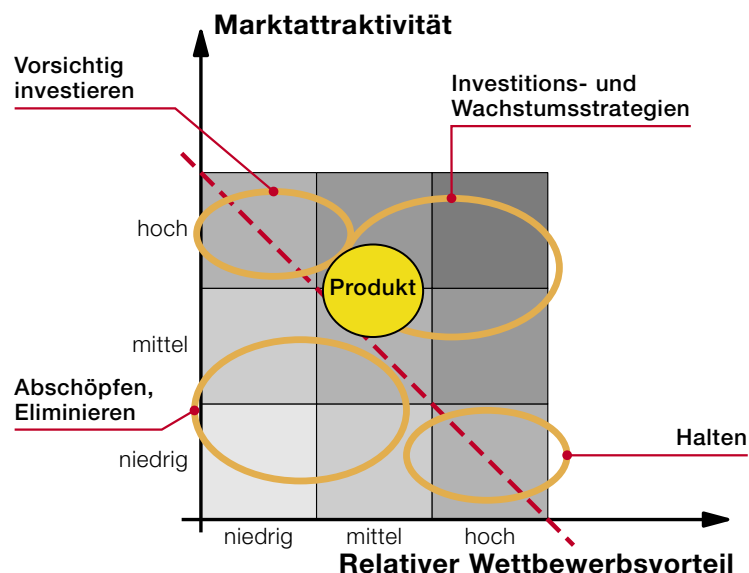 Marktattraktivität
Vorsichtig
investieren
Investitions- und
Wachstumsstrategien
hoch
Produkt
mittel
Abschöpfen,
Eliminieren
Halten
niedrig
niedrig mittel hoch
Relativer Wettbewerbsvorteil